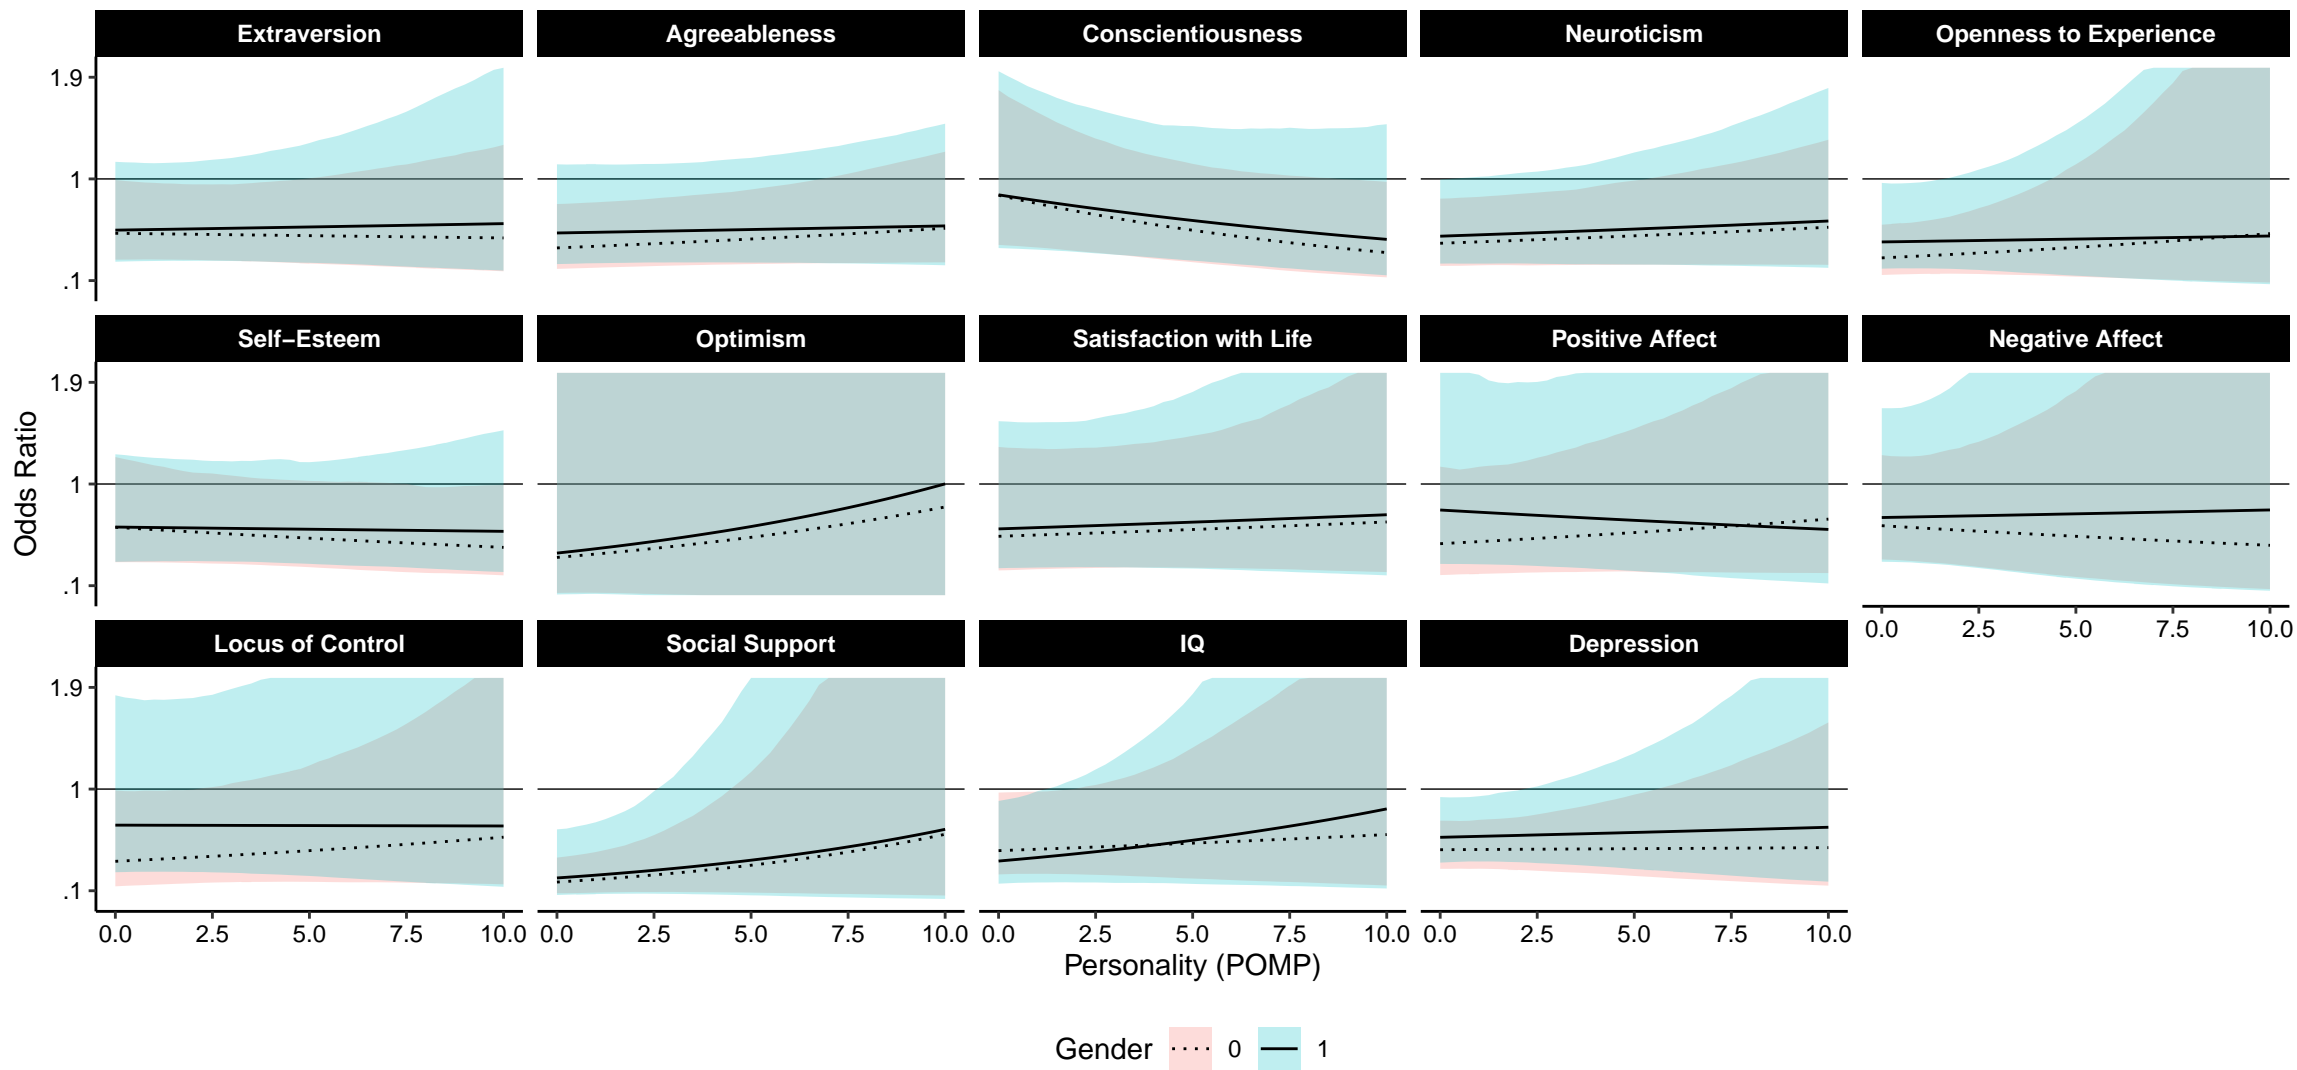 Extraversion Agreeableness Conscientiousness Neuroticism Openness to Experience
1.9
1
.1
Self−Esteem Optimism Satisfaction with Life Positive Affect Negative Affect
1.9
1
.1
Odds Ratio
0.0 2.5 5.0 7.5 10.0
Locus of Control Social Support IQ Depression
1.9
1
.1
0.0 2.5 5.0 7.5 10.0 0.0 2.5 5.0 7.5 10.0 0.0 2.5 5.0 7.5 10.0 0.0 2.5 5.0 7.5 10.0
Personality (POMP)
Gender 0 1